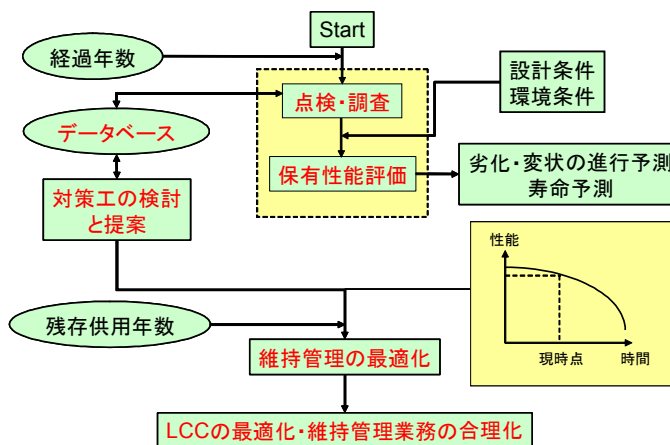 Start
経過年数
点検・調査
設計条件
環境条件
データベース
保有性能評価
劣化・変状の進行予測
寿命予測
対策工の検討
と提案
性能
現時点
時間
残存供用年数
維持管理の最適化
LCCの最適化・維持管理業務の合理化